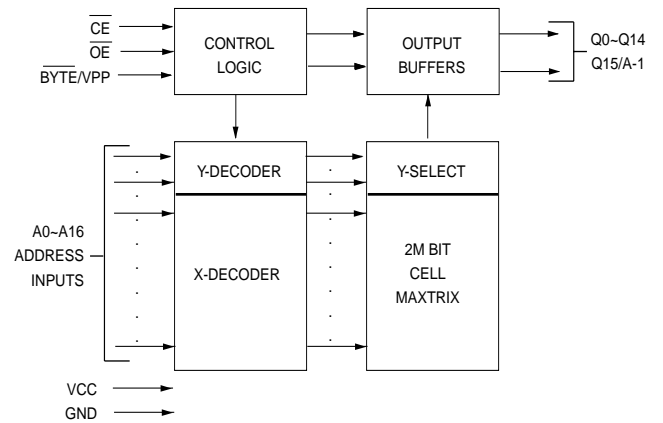 CE
OE
BYTE/VPP
CONTROL
LOGIC
OUTPUT
BUFFERS
Q0~Q14
Q15/A-1
A0~A16
ADDRESS
INPUTS
Y-DECODER
X-DECODER
Y-SELECT
2M BIT
CELL
MAXTRIX
VCC
GND